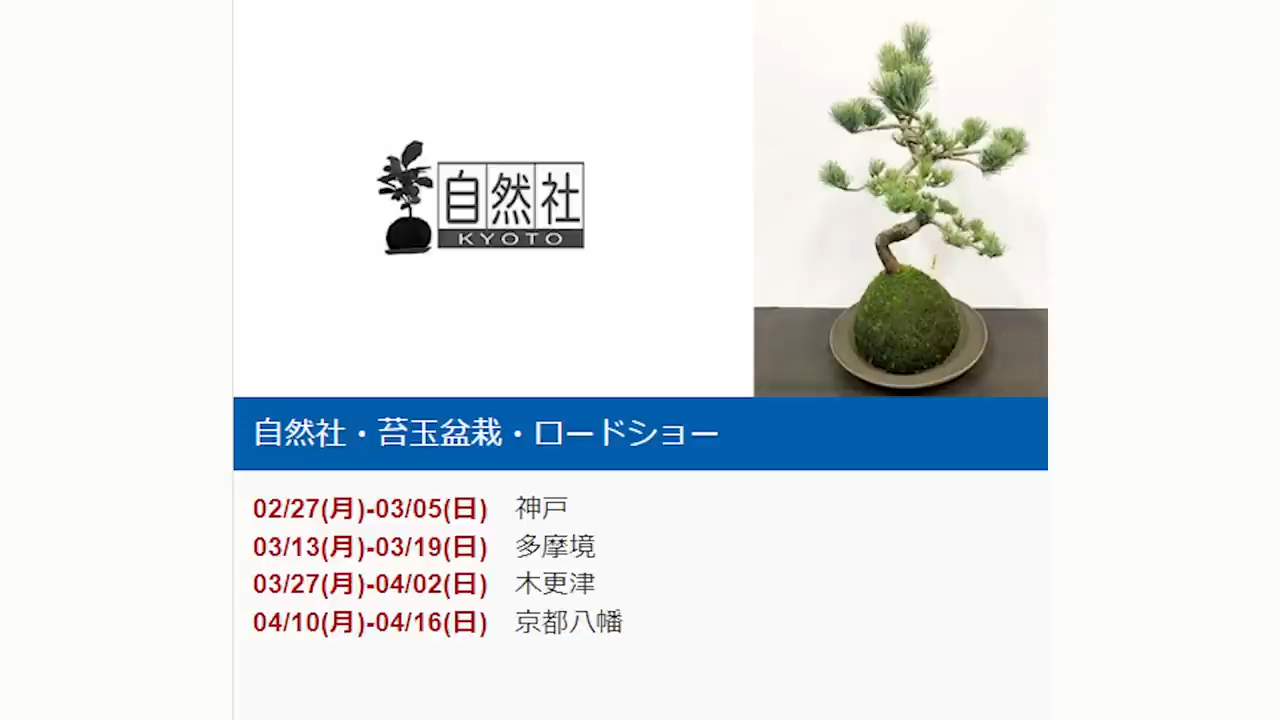 自然社
KYOTO
自然社・苔玉盆栽・ロードショー
02/27(月)-03/05(日) 神戸
03/13(月)-03/19(日) 多摩境
03/27(月)-04/02(日) 木更津
04/10(月)-04/16(日) 京都八幡